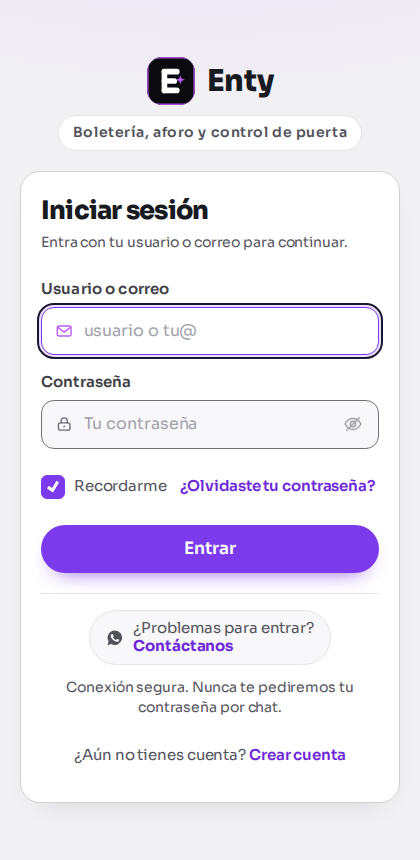 Enty
Boletería, aforo y control de puerta
Iniciar sesión
Entra con tu usuario o correo para continuar.
Usuario o correo
usuario o tu@
Contraseña
Tu contraseña
Recordarme ¿Olvidaste tu contraseña?
Entrar
¿Problemas para entrar?
Contáctanos
Conexión segura. Nunca te pediremos tu
contraseña por chat.
¿Aún no tienes cuenta? Crear cuenta